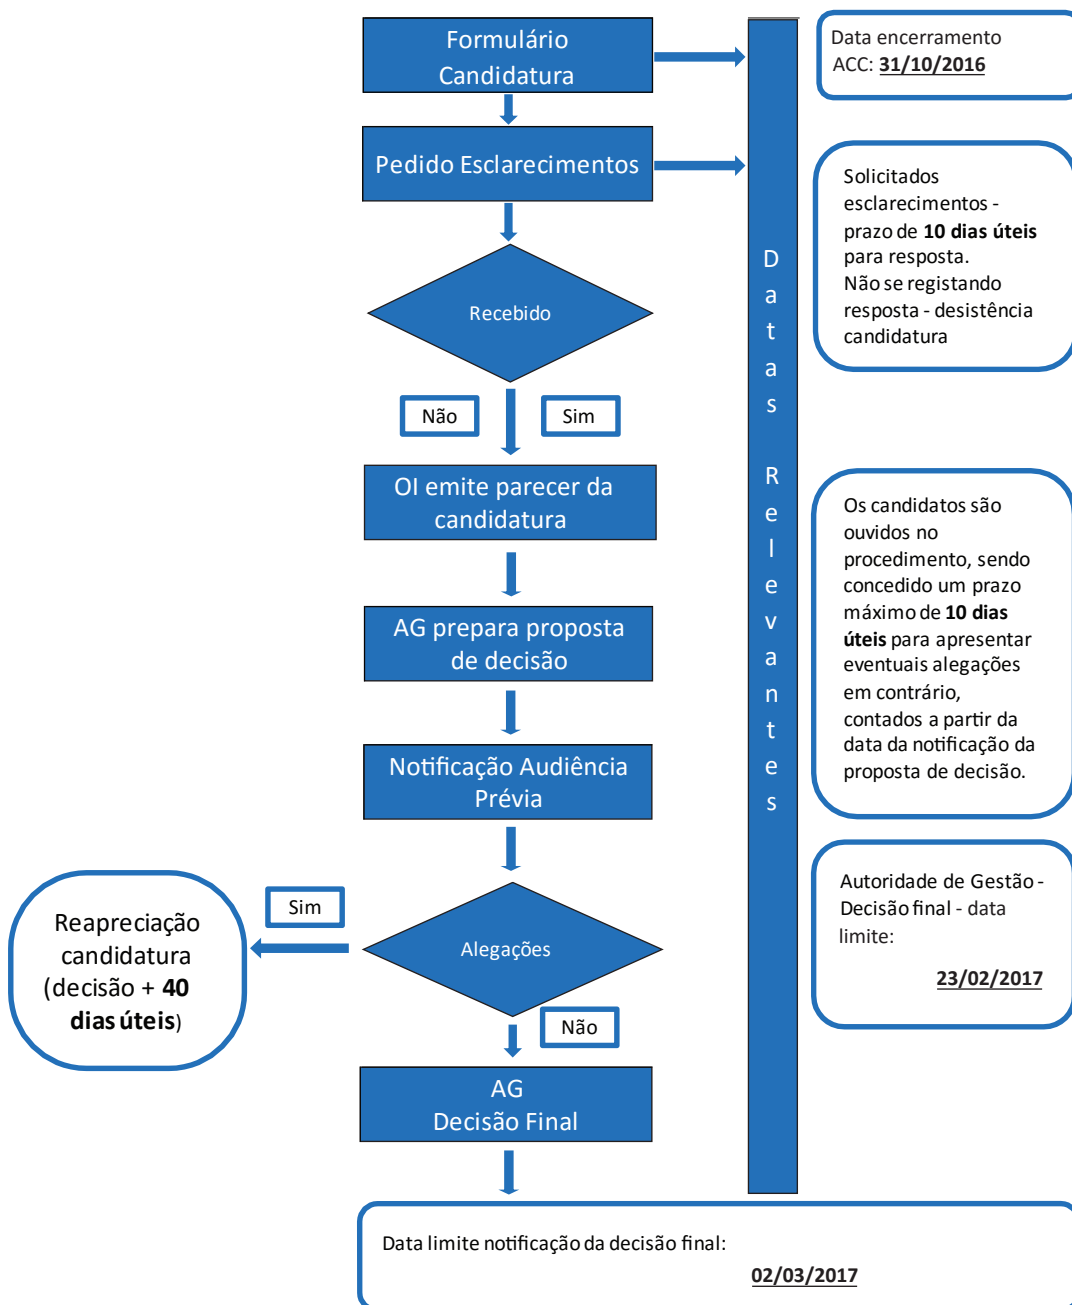 Formulário
Candidatura
Data encerramento
ACC: 31/10/2016
Pedido Esclarecimentos
Solicitados
esclarecimentos -
prazo de 10 dias úteis
para resposta.
Não se registando
resposta - desistência
candidatura
Recebido
Não
Sim
Datas Relevantes
OI emite parecer da
candidatura
Os candidatos são
ouvidos no
procedimento, sendo
concedido um prazo
máximo de 10 dias
úteis para apresentar
eventuais alegações
em contrário,
contados a partir da
data da notificação da
proposta de decisão.
AG prepara proposta
de decisão
Notificação Audiência
Prévia
Autoridade de Gestão -
Decisão final - data
limite:
23/02/2017
Alegações
Sim
Reapreciação
candidatura
(decisão + 40
dias úteis)
Não
AG
Decisão Final
Data limite notificação da decisão final:
02/03/2017